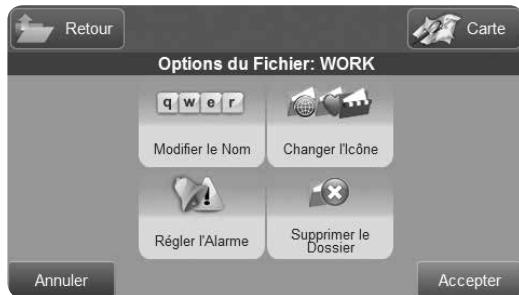 Retour
Carte
Options du Fichier: WORK
q w e r
Modifier le Nom
Changer l'Icône
Régler l'Alarme
Supprimer le
Dossier
Annuler
Accepter